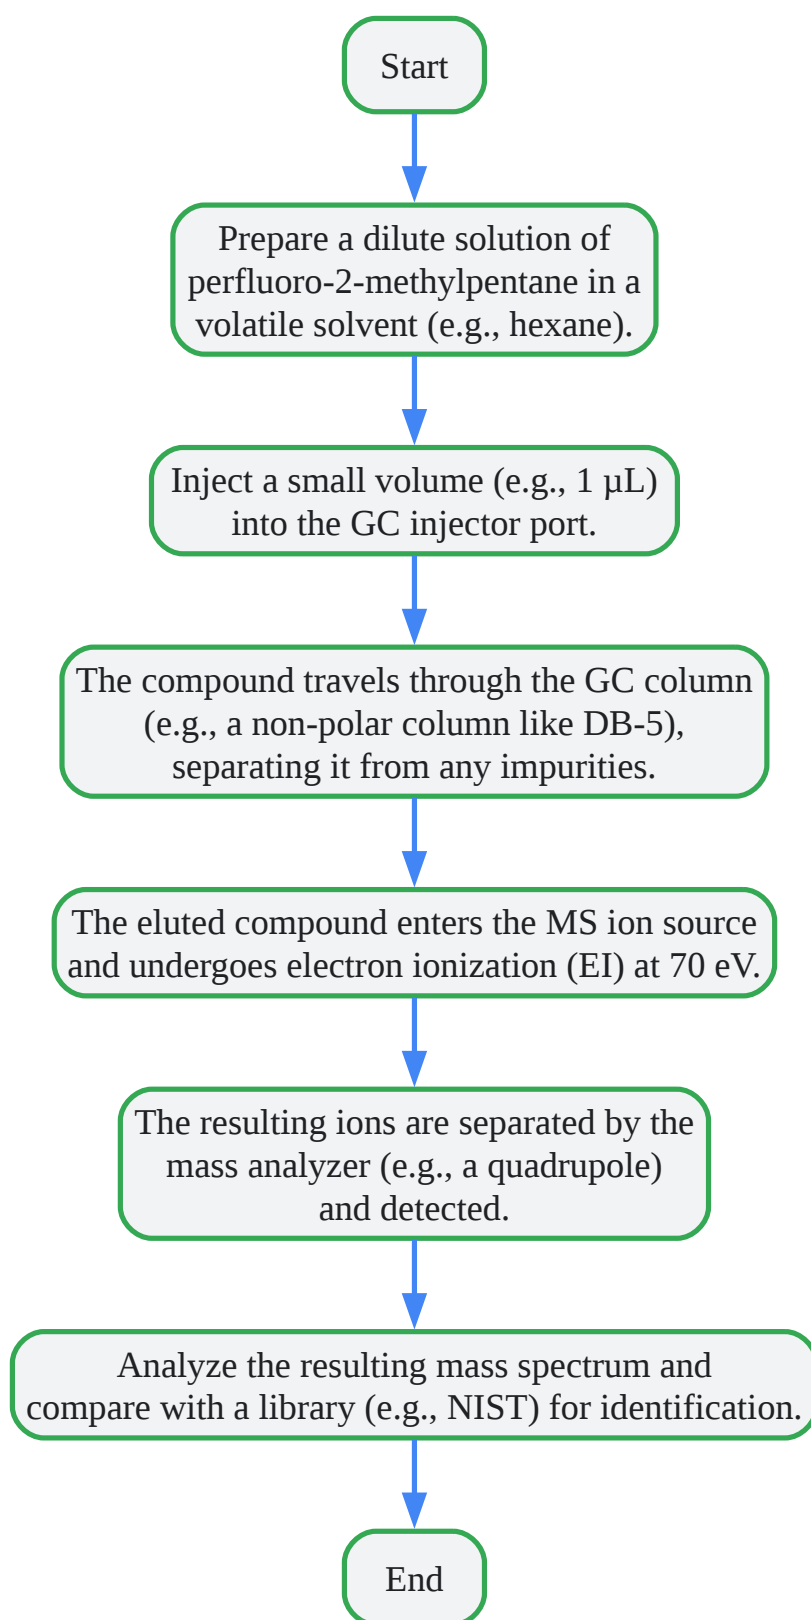 Start
Prepare a dilute solution of
perfluoro-2-methylpentane in a
volatile solvent (e.g., hexane).
Inject a small volume (e.g., 1 µL)
into the GC injector port.
The compound travels through the GC column
(e.g., a non-polar column like DB-5),
separating it from any impurities.
The eluted compound enters the MS ion source
and undergoes electron ionization (EI) at 70 eV.
The resulting ions are separated by the
mass analyzer (e.g., a quadrupole)
and detected.
Analyze the resulting mass spectrum and
compare with a library (e.g., NIST) for identification.
End